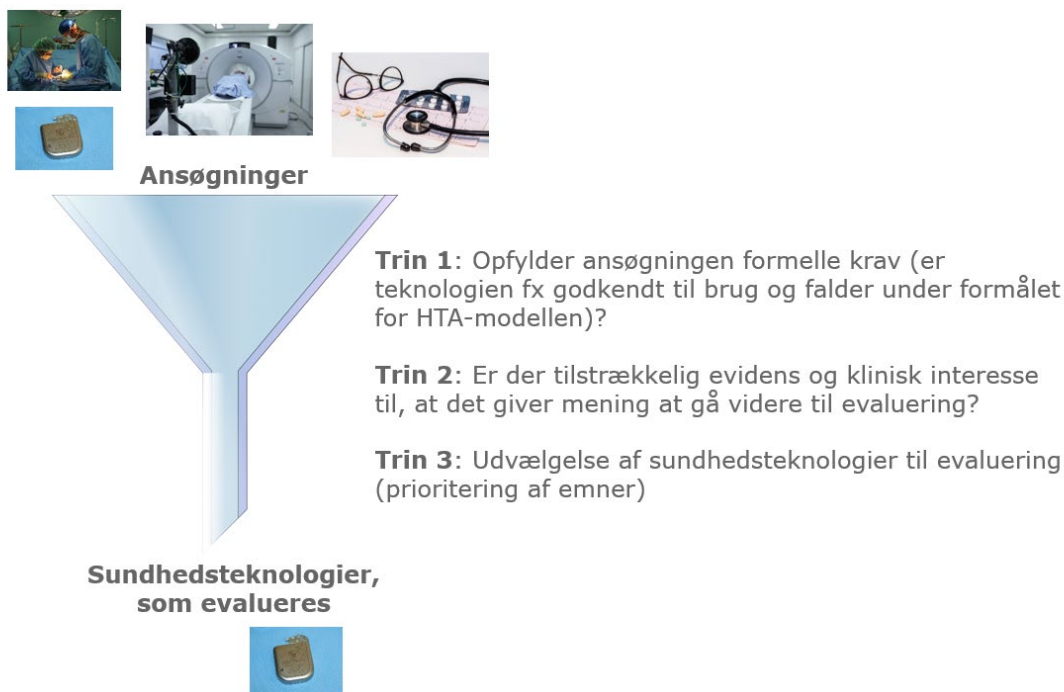 Ansøgninger
Trin 1: Opfylder ansøgningen formelle krav (er
teknologien fx godkendt til brug og falder under formålet
for HTA-modellen)?
Trin 2: Er der tilstrækkelig evidens og klinisk interesse
til, at det giver mening at gå videre til evaluering?
Trin 3: Udvælgelse af sundhedsteknologier til evaluering
(prioritering af emner)
Sundhedsteknologier,
som evalueres